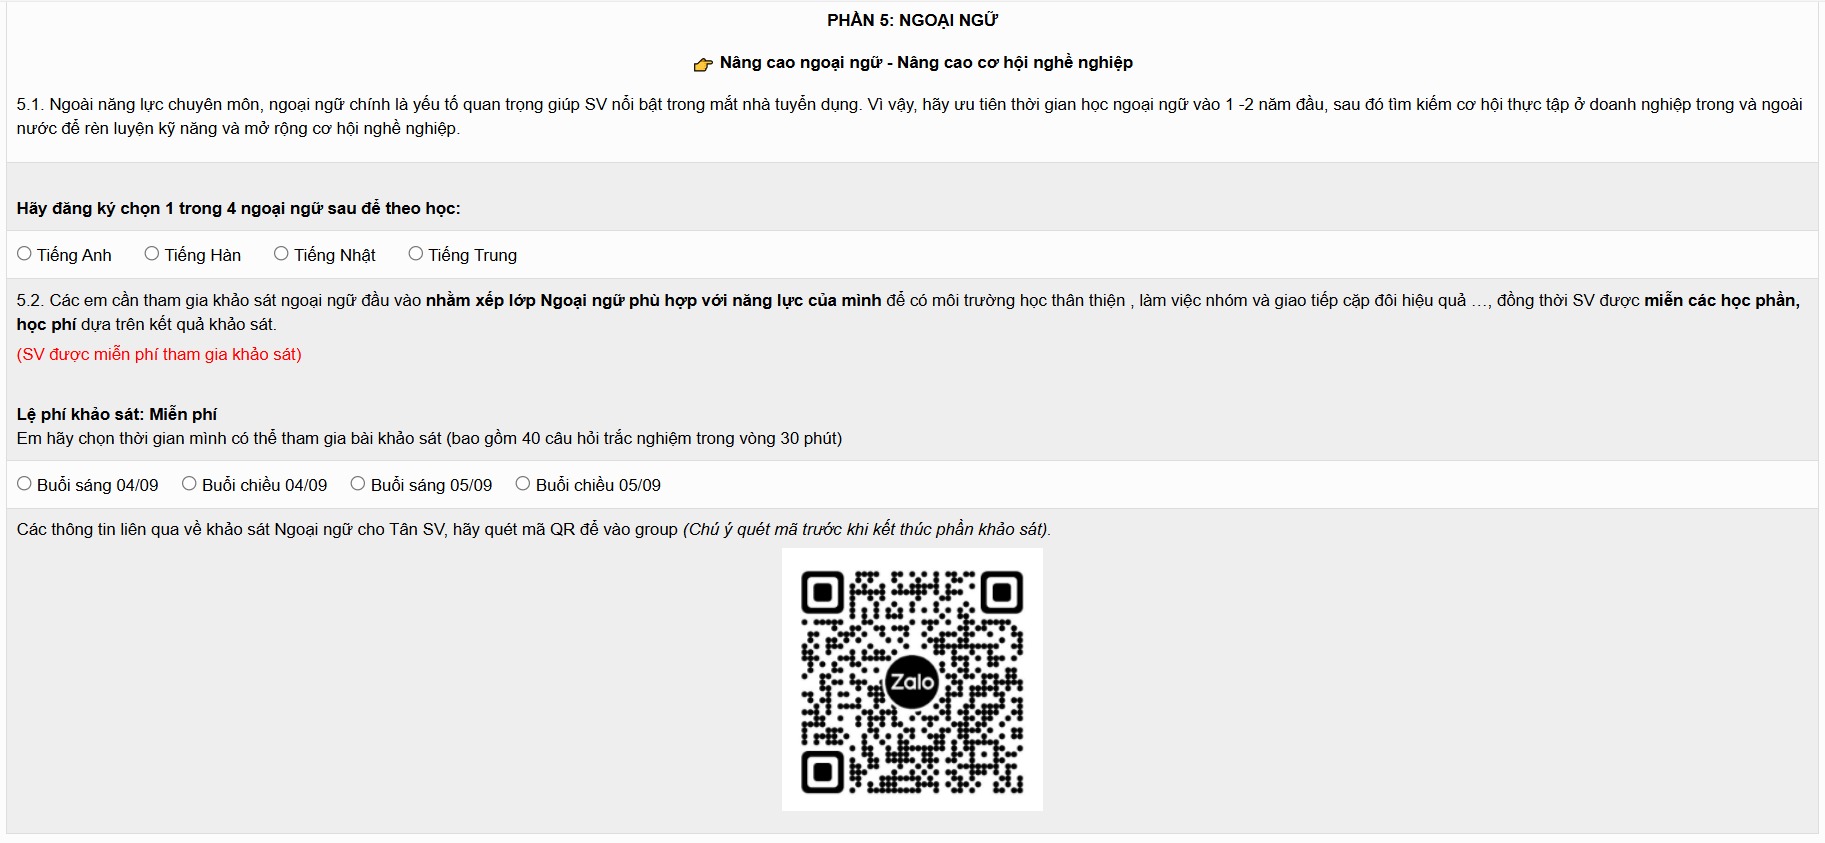 PHẦN 5: NGOẠI NGỮ
👉 Nâng cao ngoại ngữ - Nâng cao cơ hội nghề nghiệp
5.1. Ngoài năng lực chuyên môn, ngoại ngữ chính là yếu tố quan trọng giúp SV nổi bật trong mắt nhà tuyển dụng. Vì vậy, hãy ưu tiên thời gian học ngoại ngữ vào 1 -2 năm đầu, sau đó tìm kiếm cơ hội thực tập ở doanh nghiệp trong và ngoài
nước để rèn luyện kỹ năng và mở rộng cơ hội nghề nghiệp.
Hãy đăng ký chọn 1 trong 4 ngoại ngữ sau để theo học:
Tiếng Anh Tiếng Hàn Tiếng Nhật Tiếng Trung
5.2. Các em cần tham gia khảo sát ngoại ngữ đầu vào nhằm xếp lớp Ngoại ngữ phù hợp với năng lực của mình để có môi trường học thân thiện , làm việc nhóm và giao tiếp cặp đôi hiệu quả …, đồng thời SV được miễn các học phần,
học phí dựa trên kết quả khảo sát.
(SV được miễn phí tham gia khảo sát)
Lệ phí khảo sát: Miễn phí
Em hãy chọn thời gian mình có thể tham gia bài khảo sát (bao gồm 40 câu hỏi trắc nghiệm trong vòng 30 phút)
Buổi sáng 04/09 Buổi chiều 04/09 Buổi sáng 05/09 Buổi chiều 05/09
Các thông tin liên qua về khảo sát Ngoại ngữ cho Tân SV, hãy quét mã QR để vào group (Chú ý quét mã trước khi kết thúc phần khảo sát).
Zalo